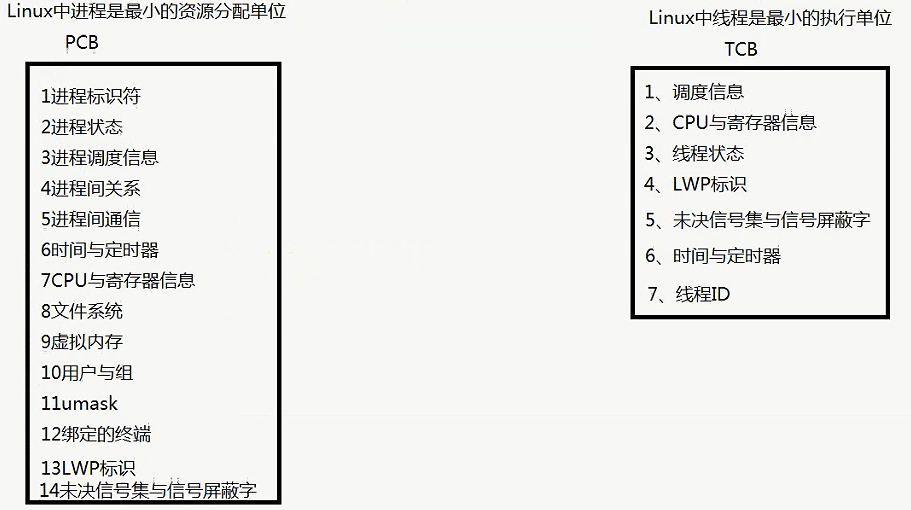 Linux中进程是最小的资源分配单位
PCB
1进程标识符
2进程状态
3进程调度信息
4进程间关系
5进程间通信
6时间与定时器
7CPU与寄存器信息
8文件系统
9虚拟内存
10用户与组
11umask
12绑定的终端
13LWP标识
14未决信号集与信号屏蔽字
Linux中线程是最小的执行单位
TCB
1、调度信息
2、CPU与寄存器信息
3、线程状态
4、LWP标识
5、未决信号集与信号屏蔽字
6、时间与定时器
7、线程ID